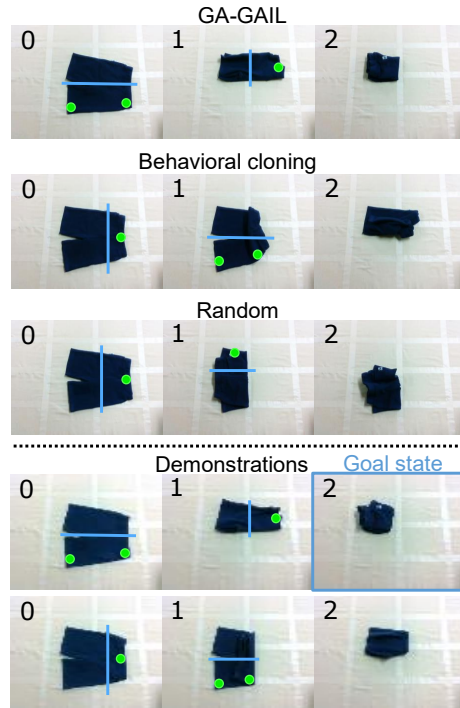 GA-GAIL
0 1 2
Behavioral cloning
0 1 2
Random
0 1 2
Demonstrations Goal state
0 1 2
0 1 2